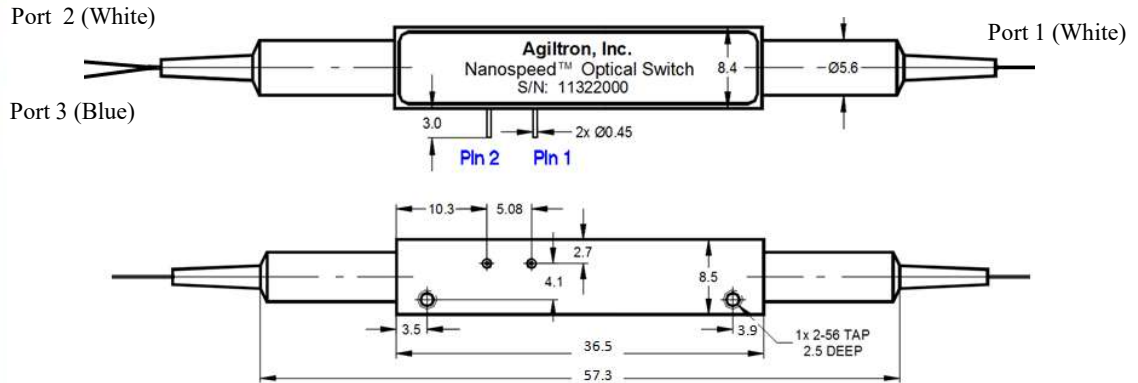 Port 2 (White)
Port 1 (White)
Agiltron, Inc.
Nanospeed™ Optical Switch
S/N: 11322000
8.4
Ø5.6
Port 3 (Blue)
3.0
2x Ø0.45
Pin 2
Pin 1
10.3
5.08
2.7
4.1
8.5
3.5
3.9
1x 2-56 TAP
2.5 DEEP
36.5
57.3